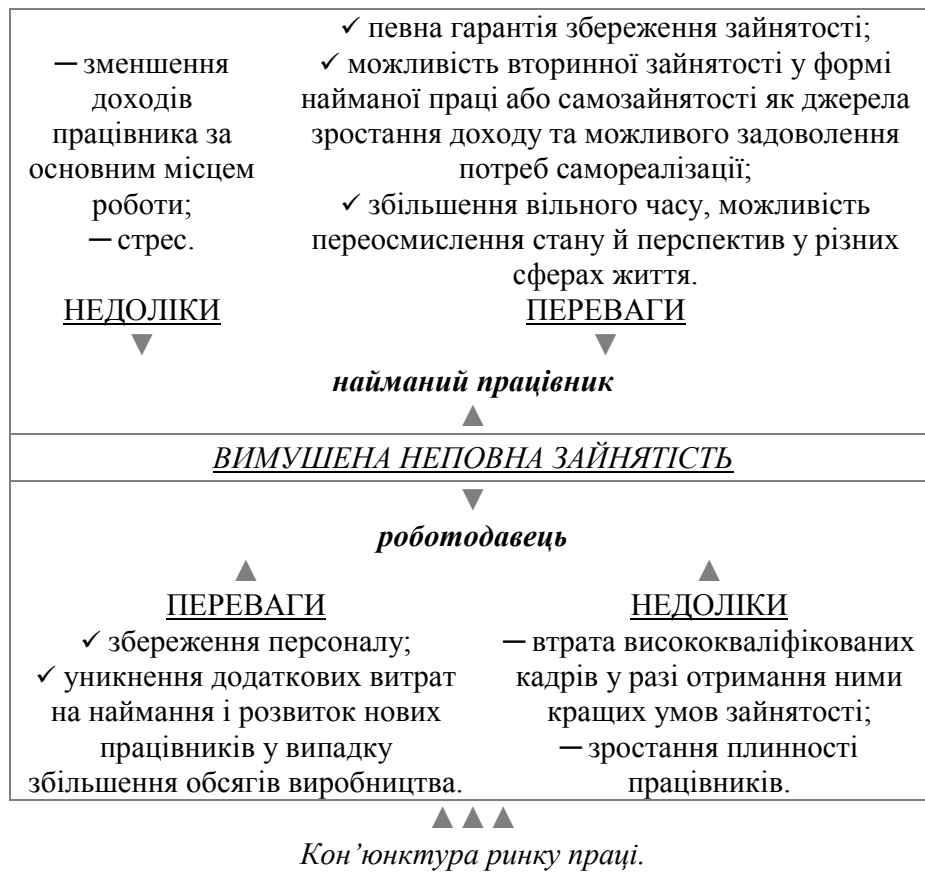 — зменшення
доходів
працівника за
основним місцем
роботи;
— стрес.
НЕДОЛІКИ
✓ певна гарантія збереження зайнятості;
✓ можливість вторинної зайнятості у формі
найманої праці або самозайнятості як джерела
зростання доходу та можливого задоволення
потреб самореалізації;
✓ збільшення вільного часу, можливість
переосмислення стану й перспектив у різних
сферах життя.
ПЕРЕВАГИ
найманий працівник
ВИМУШЕНА НЕПОВНА ЗАЙНЯТІСТЬ
роботодавець
ПЕРЕВАГИ
✓ збереження персоналу;
✓ уникнення додаткових витрат
на наймання і розвиток нових
працівників у випадку
збільшення обсягів виробництва.
НЕДОЛІКИ
— втрата висококваліфікованих
кадрів у разі отримання ними
кращих умов зайнятості;
— зростання плинності
працівників.
Кон’юнктура ринку праці.